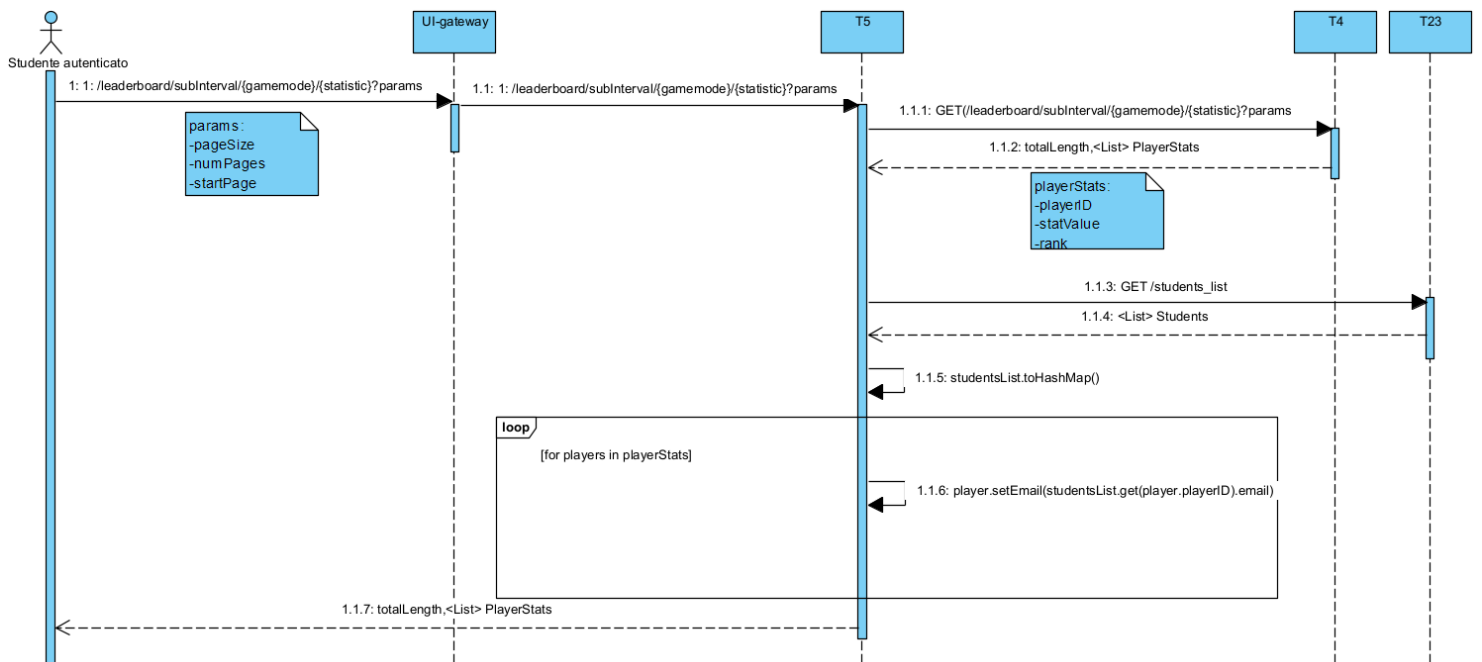 UI-gateway
T5
T4
T23
Studente autenticato
1: 1: /leaderboard/subInterval/{gamemode}/{statistic}?params
1.1: 1: /leaderboard/subInterval/{gamemode}/{statistic}?params
1.1.1: GET(/leaderboard/subInterval/{gamemode}/{statistic}?params
params:
-pageSize
-numPages
-startPage
1.1.2: totalLength,<List> PlayerStats
playerStats:
-playerID
-statValue
-rank
1.1.3: GET /students_list
1.1.4: <List> Students
1.1.5: studentsList.toHashMap()
loop
[for players in playerStats]
1.1.6: player.setEmail(studentsList.get(player.playerID).email)
1.1.7: totalLength,<List> PlayerStats